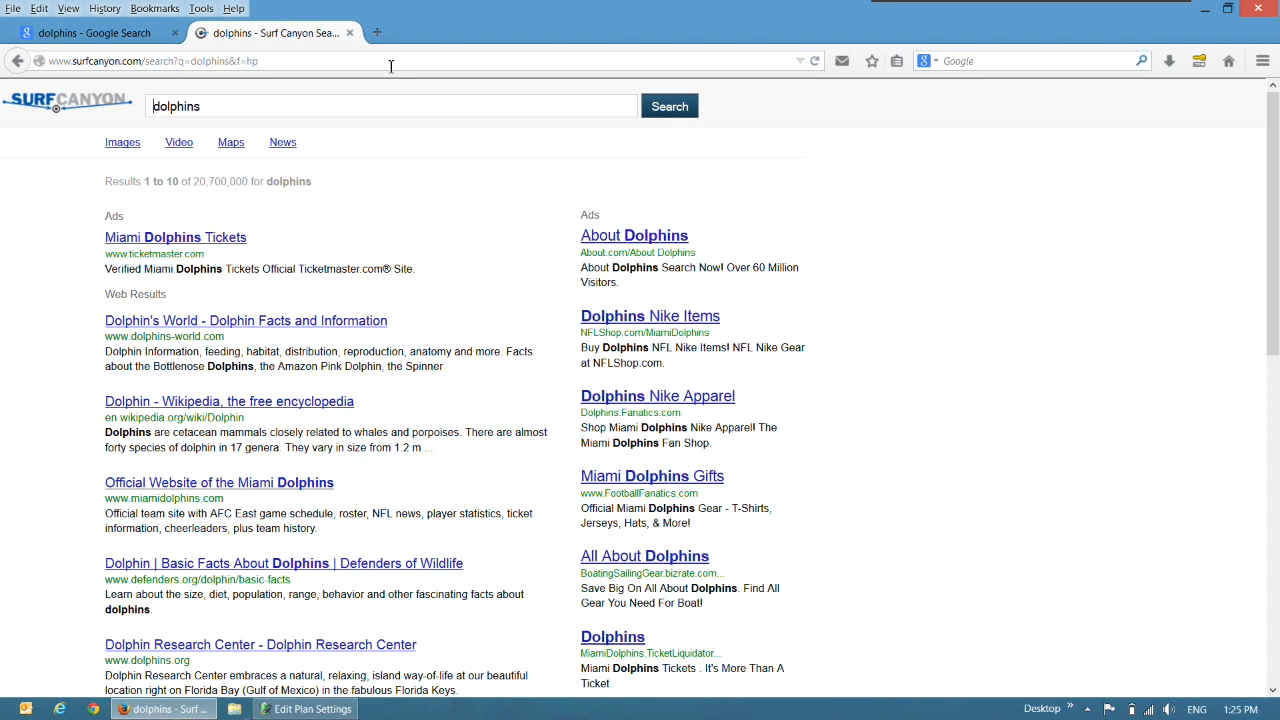 File Edit View History Bookmarks Tools Help
dolphins - Google Search
dolphins - Surf Canyon Sea...
www.surfcanyon.com/search?q=dolphins&f=hp
Google
SURFCANYON
dolphins
Search
Images Video Maps News
Results 1 to 10 of 20,700,000 for dolphins
Ads
Miami Dolphins Tickets
www.ticketmaster.com
Verified Miami Dolphins Tickets Official Ticketmaster.com® Site.
Web Results
Dolphin's World - Dolphin Facts and Information
www.dolphins-world.com
Dolphin Information, feeding, habitat, distribution, reproduction, anatomy and more. Facts
about the Bottlenose Dolphins, the Amazon Pink Dolphin, the Spinner
Dolphin - Wikipedia, the free encyclopedia
en.wikipedia.org/wiki/Dolphin
Dolphins are cetacean mammals closely related to whales and porpoises. There are almost
forty species of dolphin in 17 genera. They vary in size from 1.2 m ...
Official Website of the Miami Dolphins
www.miamidolphins.com
Official team site with AFC East game schedule, roster, NFL news, player statistics, ticket
information, cheerleaders, plus team history.
Dolphin | Basic Facts About Dolphins | Defenders of Wildlife
www.defenders.org/dolphin/basic-facts
Learn about the size, diet, population, range, behavior and other fascinating facts about
dolphins.
Dolphin Research Center - Dolphin Research Center
www.dolphins.org
Dolphin Research Center embraces a natural, relaxing, island way-of-life at our beautiful
location right on Florida Bay (Gulf of Mexico) in the fabulous Florida Keys.
Ads
About Dolphins
About.com/About Dolphins
About Dolphins Search Now! Over 60 Million
Visitors.
Dolphins Nike Items
NFLShop.com/MiamiDolphins
Buy Dolphins NFL Nike Items! NFL Nike Gear
at NFLShop.com.
Dolphins Nike Apparel
Dolphins.Fanatics.com
Shop Miami Dolphins Nike Apparel! The
Miami Dolphins Fan Shop.
Miami Dolphins Gifts
www.FootballFanatics.com
Official Miami Dolphins Gear - T-Shirts,
Jerseys, Hats, & More!
All About Dolphins
BoatingSailingGear.bizrate.com...
Save Big On All About Dolphins. Find All
Gear You Need For Boat!
Dolphins
MiamiDolphins.TicketLiquidator...
Miami Dolphins Tickets . It's More Than A
Ticket.
dolphins - Surf ...
Edit Plan Settings
Desktop
ENG
1:25 PM